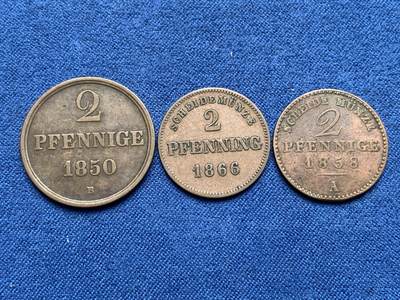 2
PFENNIGE
1850
B
SCHEIDEMÜNZE
2
PFENNING
1866
SCHEIDE MÜNZE
2
PFENNIGE
1858
A